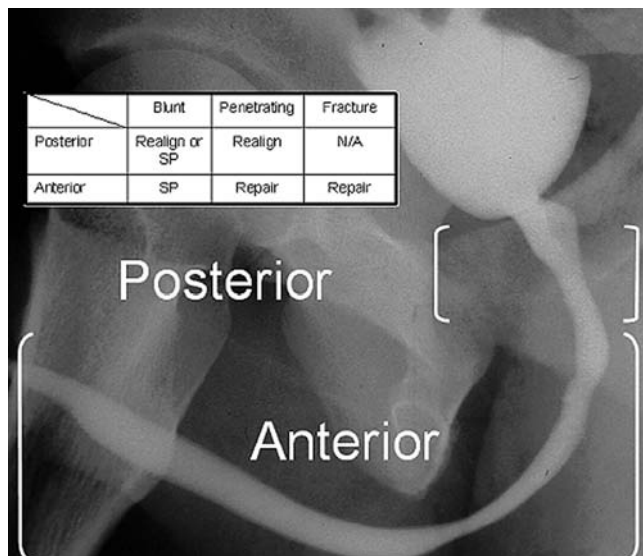 Blunt Penetrating Fracture
Posterior Realign or SP Realign N/A
Anterior SP Repair Repair
Posterior
Anterior